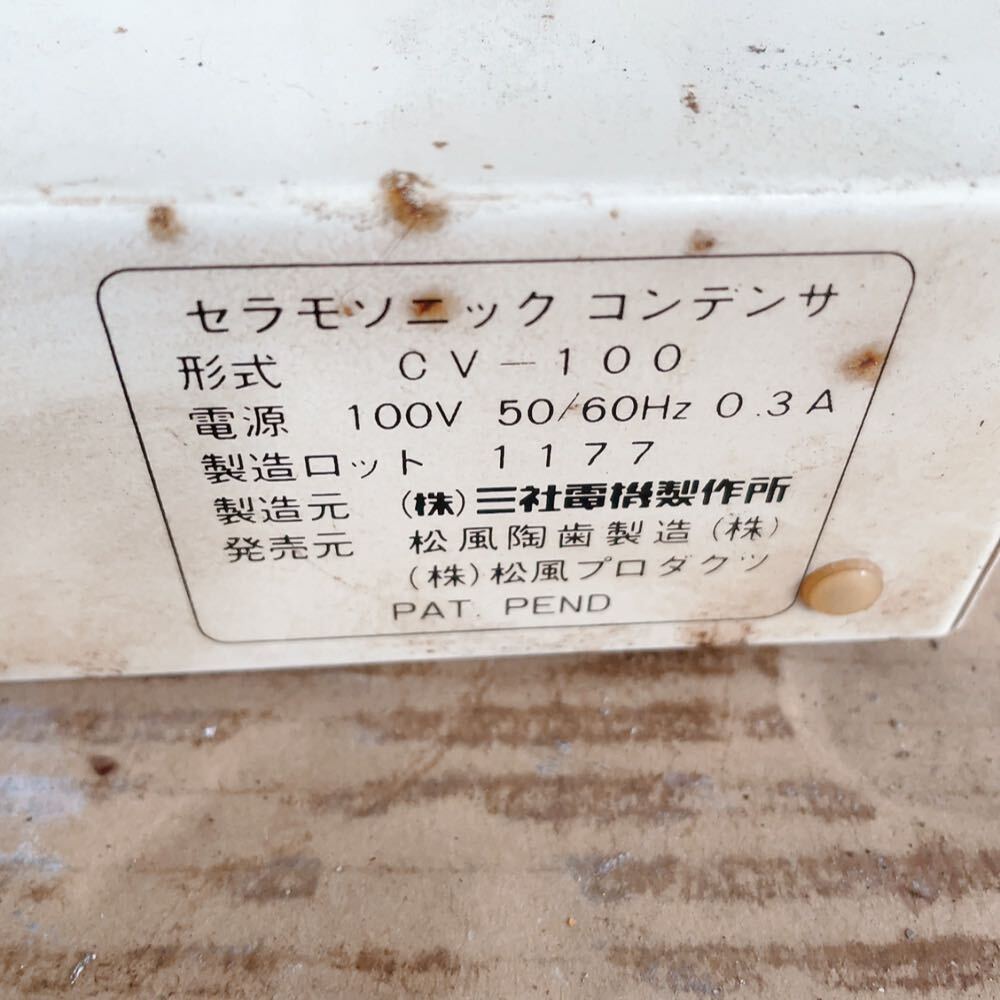 セラモソニック コンデンサ
形式 CV-100
電源 100V 50/60Hz 0.3A
製造ロット 1177
製造元 (株)三社電機製作所
発売元 松風陶歯製造(株)
(株)松風プロダクツ
PAT. PEND